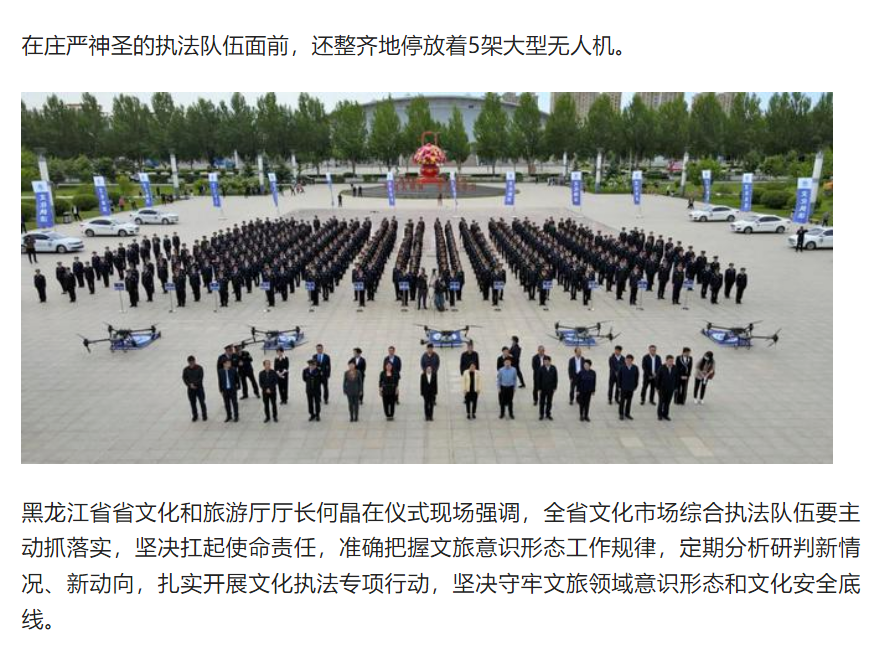 在庄严神圣的执法队伍面前，还整齐地停放着5架大型无人机。
黑龙江省省文化和旅游厅厅长何晶在仪式现场强调，全省文化市场综合执法队伍要主
动抓落实，坚决扛起使命责任，准确把握文旅意识形态工作规律，定期分析研判新情
况、新动向，扎实开展文化执法专项行动，坚决守牢文旅领域意识形态和文化安全底
线。